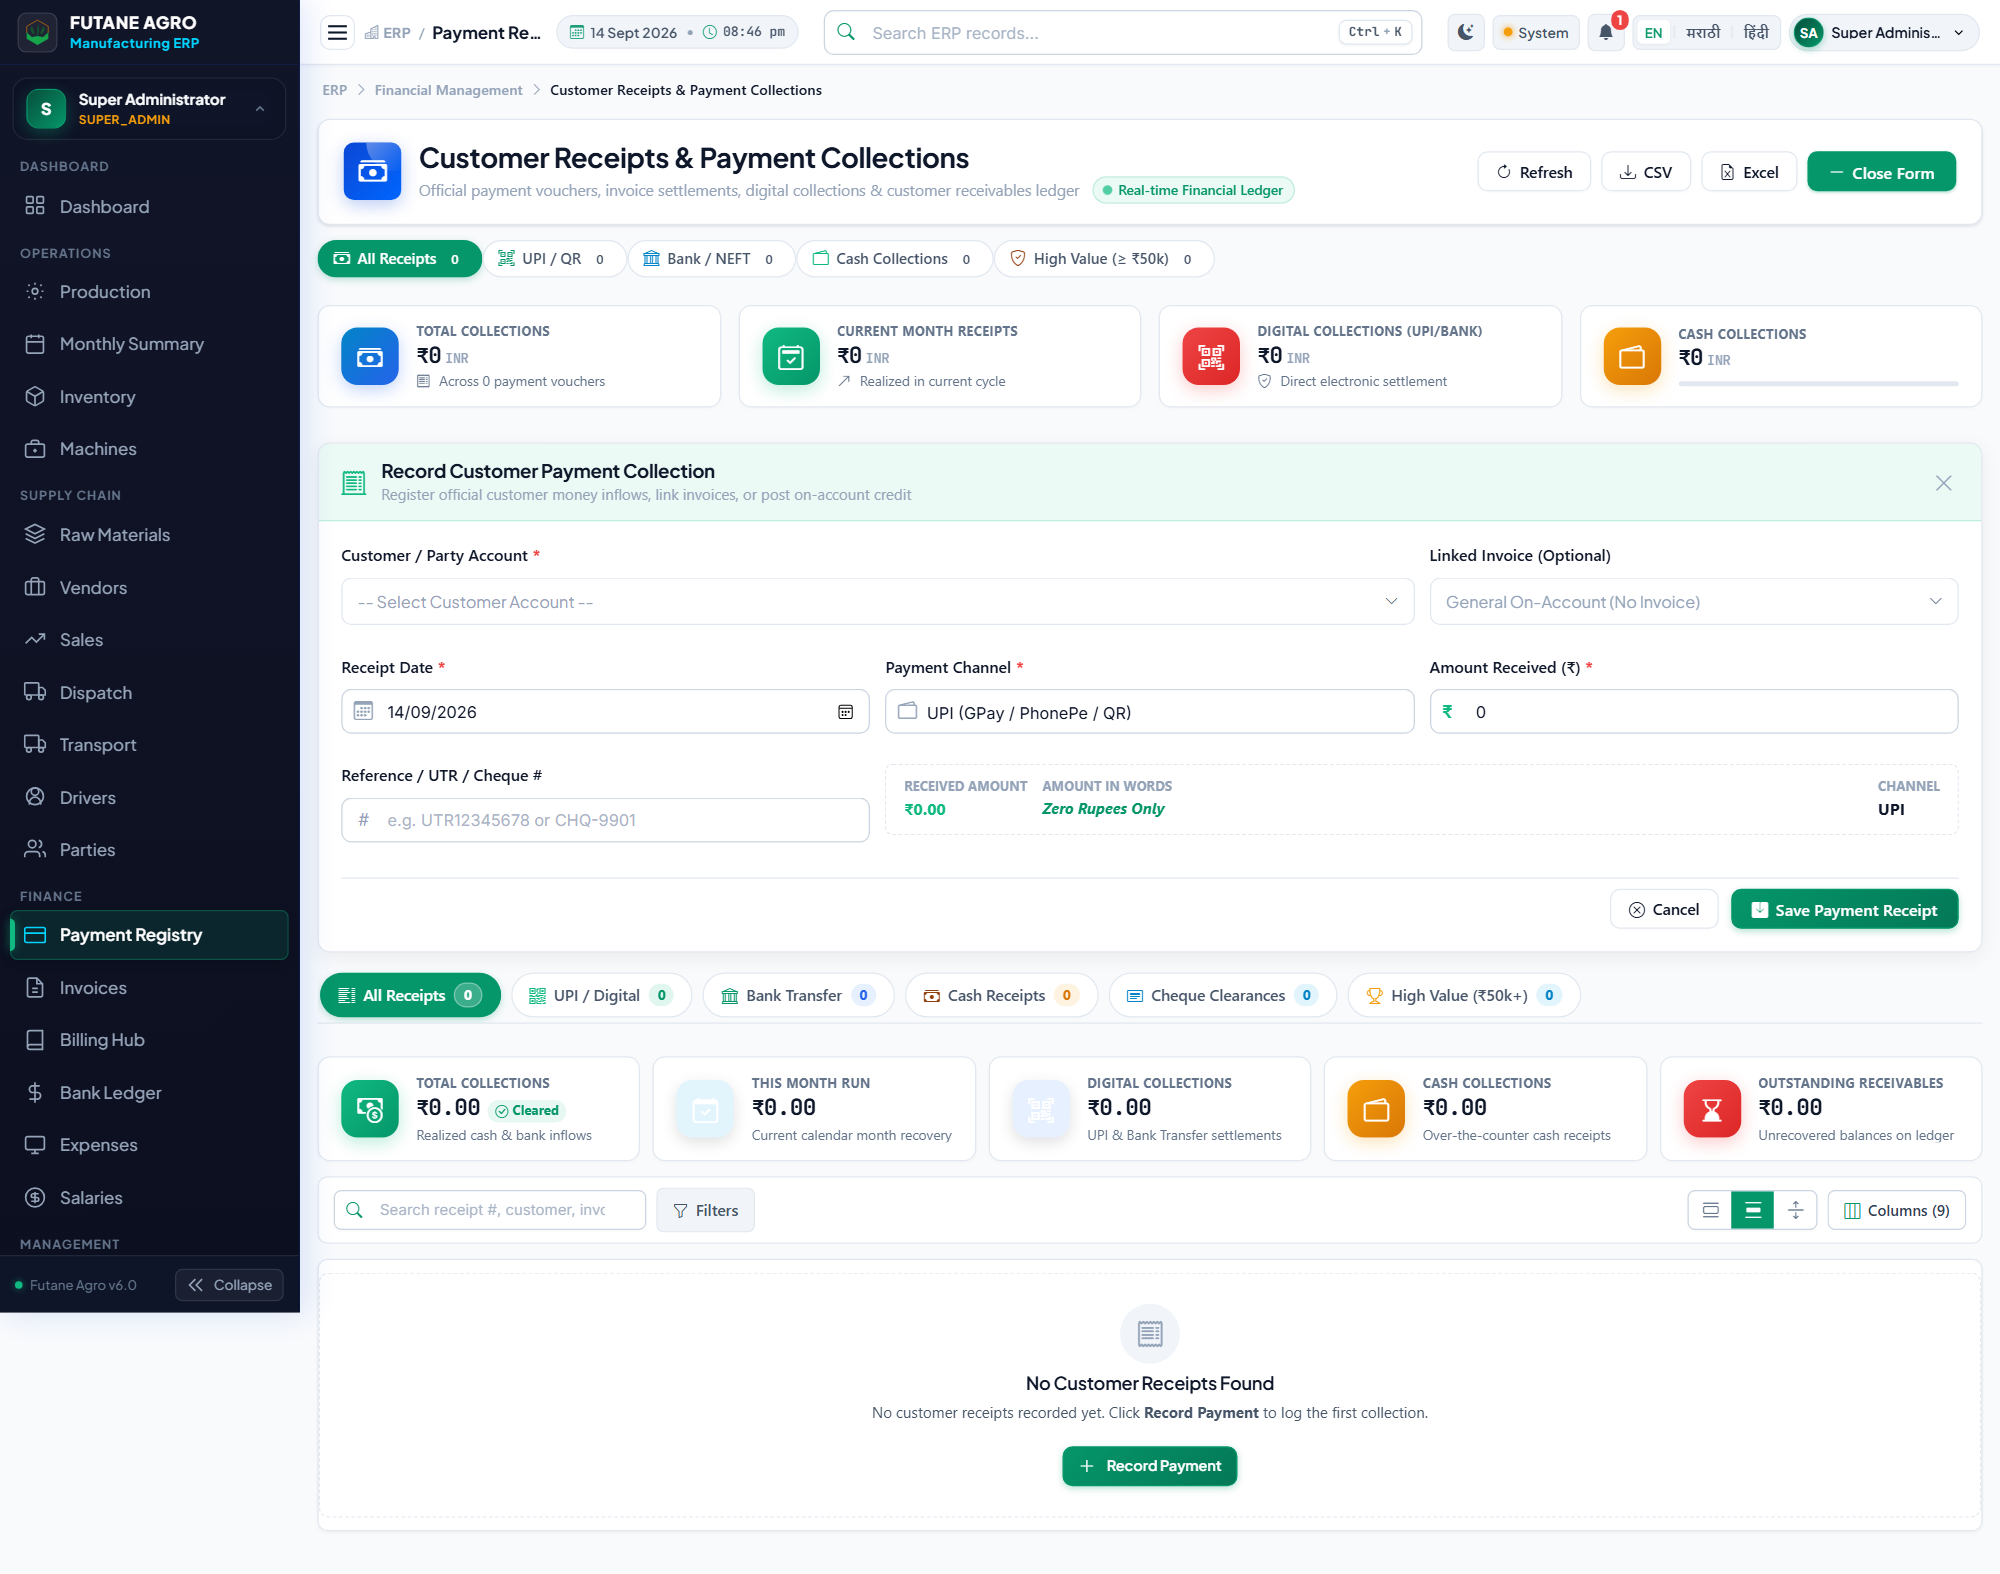 FUTANE AGRO
Manufacturing ERP
S
Super Administrator
SUPER_ADMIN
DASHBOARD
Dashboard
OPERATIONS
Production
Monthly Summary
Inventory
Machines
SUPPLY CHAIN
Raw Materials
Vendors
Sales
Dispatch
Transport
Drivers
Parties
FINANCE
Payment Registry
Invoices
Billing Hub
Bank Ledger
Expenses
Salaries
MANAGEMENT
Futane Agro v6.0
Collapse
ERP / Payment Re...
14 Sept 2026 • 08:46 pm
Search ERP records...
Ctrl + K
System
1
EN
मराठी
हिंदी
SA
Super Adminis...
ERP > Financial Management > Customer Receipts & Payment Collections
Customer Receipts & Payment Collections
Official payment vouchers, invoice settlements, digital collections & customer receivables ledger
Real-time Financial Ledger
Refresh
CSV
Excel
Close Form
All Receipts 0
UPI / QR 0
Bank / NEFT 0
Cash Collections 0
High Value (≥ ₹50k) 0
TOTAL COLLECTIONS
₹0 INR
Across 0 payment vouchers
CURRENT MONTH RECEIPTS
₹0 INR
Realized in current cycle
DIGITAL COLLECTIONS (UPI/BANK)
₹0 INR
Direct electronic settlement
CASH COLLECTIONS
₹0 INR
Record Customer Payment Collection
Register official customer money inflows, link invoices, or post on-account credit
Customer / Party Account *
-- Select Customer Account --
Linked Invoice (Optional)
General On-Account (No Invoice)
Receipt Date *
14/09/2026
Payment Channel *
UPI (GPay / PhonePe / QR)
Amount Received (₹) *
₹ 0
Reference / UTR / Cheque #
# e.g. UTR12345678 or CHQ-9901
RECEIVED AMOUNT
₹0.00
AMOUNT IN WORDS
Zero Rupees Only
CHANNEL
UPI
Cancel
Save Payment Receipt
All Receipts 0
UPI / Digital 0
Bank Transfer 0
Cash Receipts 0
Cheque Clearances 0
High Value (₹50k+) 0
TOTAL COLLECTIONS
₹0.00 Cleared
Realized cash & bank inflows
THIS MONTH RUN
₹0.00
Current calendar month recovery
DIGITAL COLLECTIONS
₹0.00
UPI & Bank Transfer settlements
CASH COLLECTIONS
₹0.00
Over-the-counter cash receipts
OUTSTANDING RECEIVABLES
₹0.00
Unrecovered balances on ledger
Search receipt #, customer, invo
Filters
Columns (9)
No Customer Receipts Found
No customer receipts recorded yet. Click Record Payment to log the first collection.
Record Payment